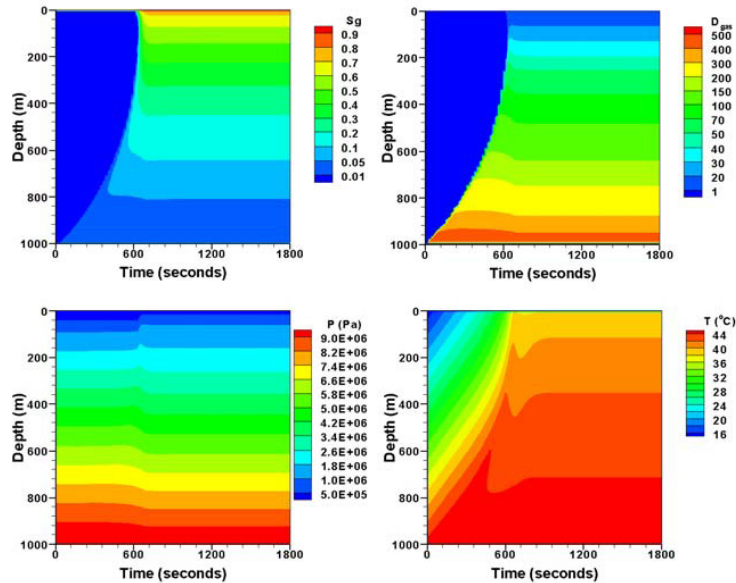 Sg
0.9
0.8
0.7
0.6
0.5
0.4
0.3
0.2
0.1
0.05
0.01
0
200
400
600
800
1000
Depth (m)
0 600 1200 1800
Time (seconds)
D gas
500
400
300
200
150
100
70
50
40
30
20
1
0
200
400
600
800
1000
Depth (m)
0 600 1200 1800
Time (seconds)
P (Pa)
9.0E+06
8.2E+06
7.4E+06
6.6E+06
5.8E+06
5.0E+06
4.2E+06
3.4E+06
2.6E+06
1.8E+06
1.0E+06
5.0E+05
0
200
400
600
800
1000
Depth (m)
0 600 1200 1800
Time (seconds)
T (°C)
44
40
36
32
28
24
20
16
0
200
400
600
800
1000
Depth (m)
0 600 1200 1800
Time (seconds)